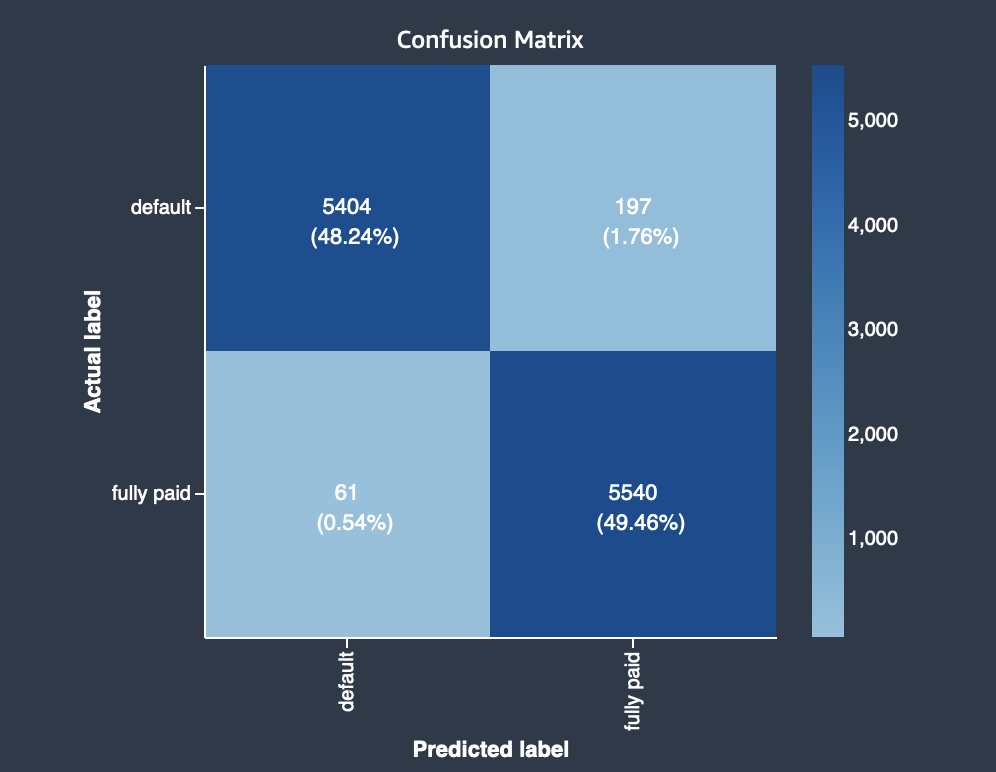 Confusion Matrix
5,000
default
5404
197
4,000
(48.24%)
(1.76%)
3,000
Actual label
2,000
fully paid
61
5540
(0.54%)
(49.46%)
1,000
default
fully paid
Predicted label